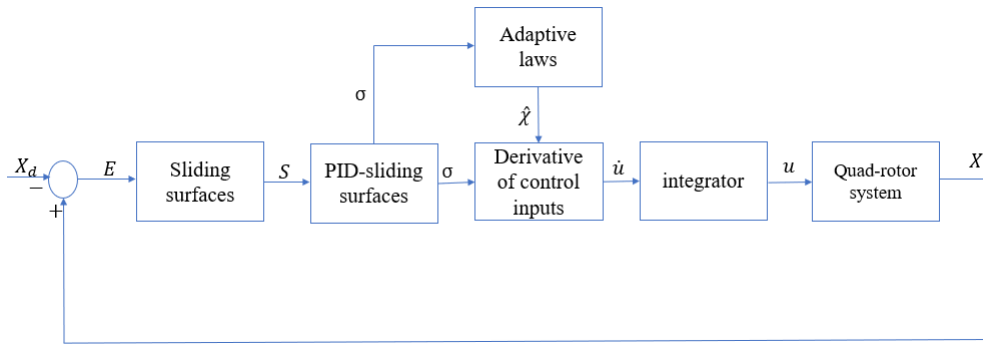 Adaptive
laws
σ
χ̂
X_d
−
+
E
Sliding
surfaces
S
PID-sliding
surfaces
σ
Derivative
of control
inputs
u̇
integrator
u
Quad-rotor
system
X